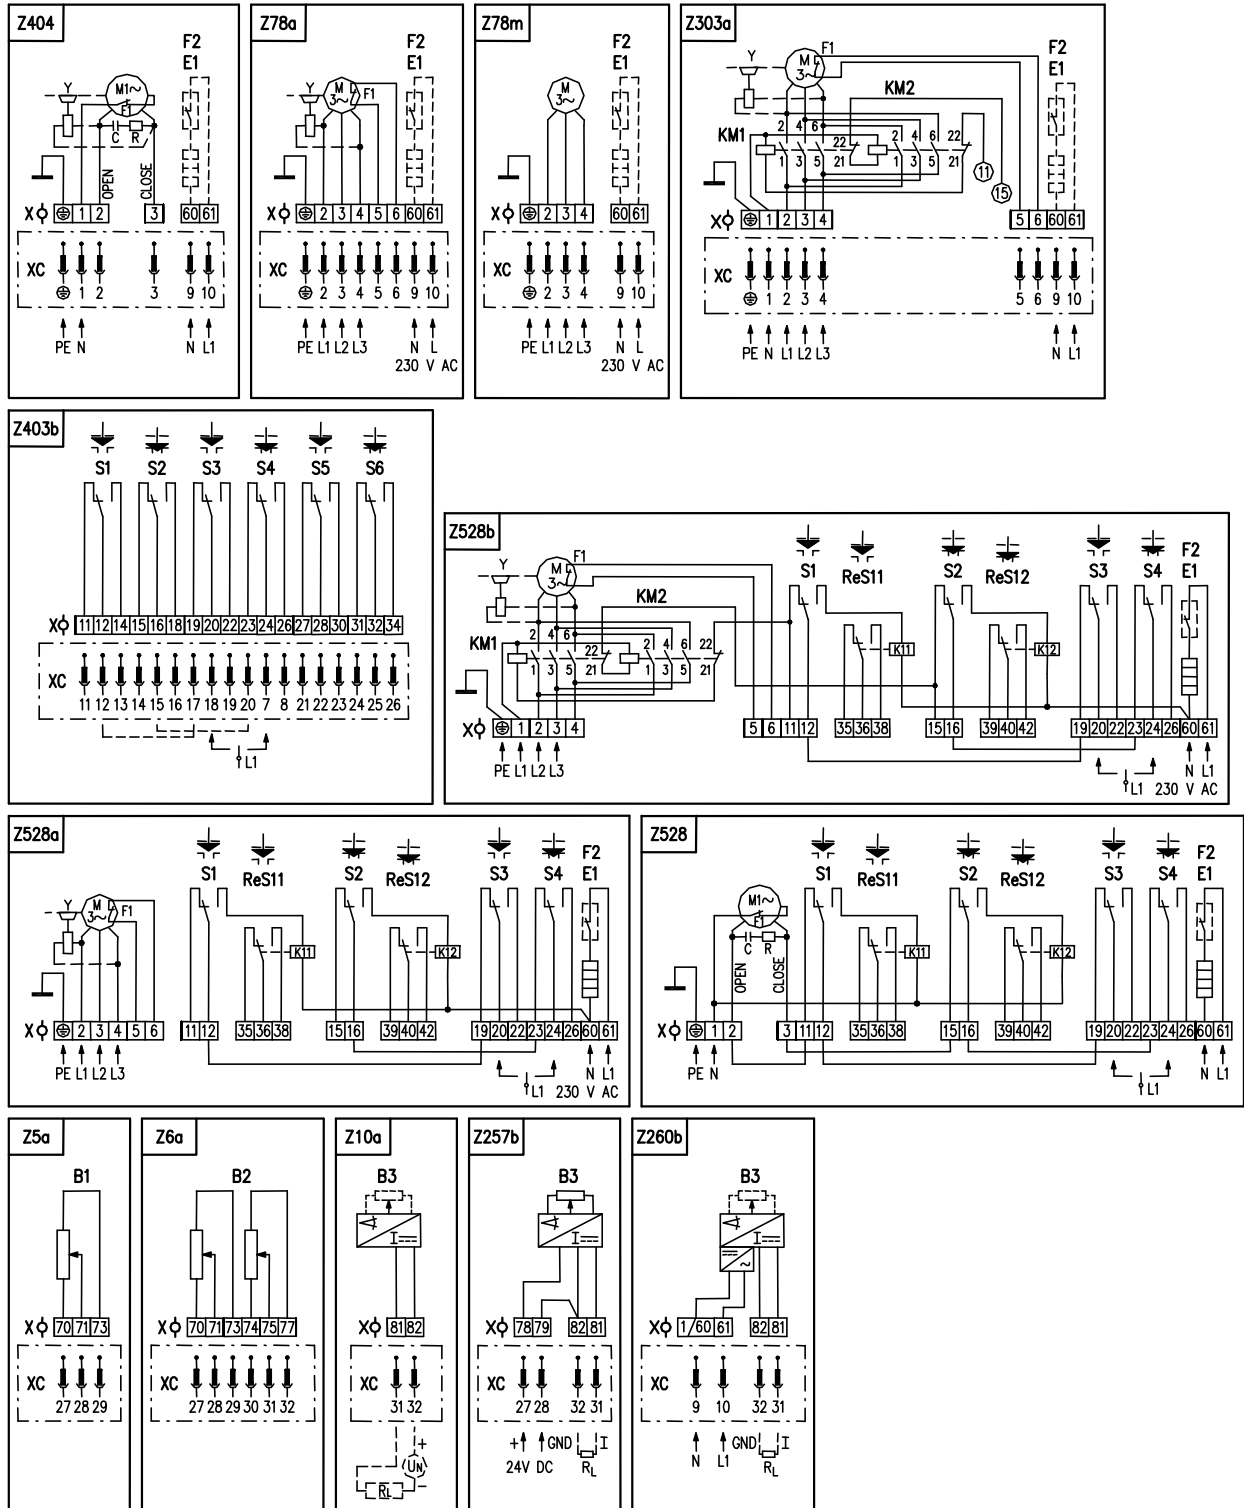 Z404
F2
E1
Y
M1~
F1
C R
OPEN
CLOSE
X 1 2 3 60 61
XC
1 2 3 9 10
PE N N L1
Z78a
F2
E1
Y
M
3~
F1
2 3 4 5 6 60 61
2 3 4 5 6 9 10
PE L1 L2 L3 N L
230 V AC
Z78m
F2
E1
M
3~
2 3 4 60 61
2 3 4 9 10
PE L1 L2 L3 N L
230 V AC
Z303a
F2
E1
Y
M
3~
F1
KM2
KM1
2 4 6 22 2 4 6 22
1 3 5 21 1 3 5 21
11
15
X 1 2 3 4 5 6 60 61
XC
1 2 3 4 5 6 9 10
PE N L1 L2 L3 N L1
Z403b
S1 S2 S3 S4 S5 S6
X 11 12 14 15 16 18 19 20 22 23 24 26 27 28 30 31 32 34
XC
11 12 13 14 15 16 17 18 19 20 7 8 21 22 23 24 25 26
L1
Z528b
Y
M
3~
F1
KM2
KM1
2 4 6 22 2 4 6 22
1 3 5 21 1 3 5 21
S1 ReS11 S2 ReS12 S3 S4 F2
E1
K11 K12
X 1 2 3 4 5 6 11 12 35 36 38 15 16 39 40 42 19 20 22 23 24 26 60 61
PE L1 L2 L3 L1 N L1
230 V AC
Z528a
S1 ReS11 S2 ReS12 S3 S4 F2
E1
Y
M
3~
F1
K11 K12
X 2 3 4 5 6 11 12 35 36 38 15 16 39 40 42 19 20 22 23 24 26 60 61
PE L1 L2 L3 L1 N L1
230 V AC
Z528
S1 ReS11 S2 ReS12 S3 S4 F2
E1
M1~
F1
C R
OPEN
CLOSE
K11 K12
X 1 2 3 11 12 35 36 38 15 16 39 40 42 19 20 22 23 24 26 60 61
PE N L1 N L1
Z5a
B1
X 70 71 73
XC
27 28 29
Z6a
B2
X 70 71 73 74 75 77
XC
27 28 29 30 31 32
Z10a
B3
I
X 81 82
XC
31 32
+
UN
RL −
Z257b
B3
I
X 78 79 82 81
XC
27 28 32 31
+ GND I
24V DC RL
Z260b
B3
I
~
X 1/60 61 82 81
XC
9 10 32 31
GND I
N L1 RL